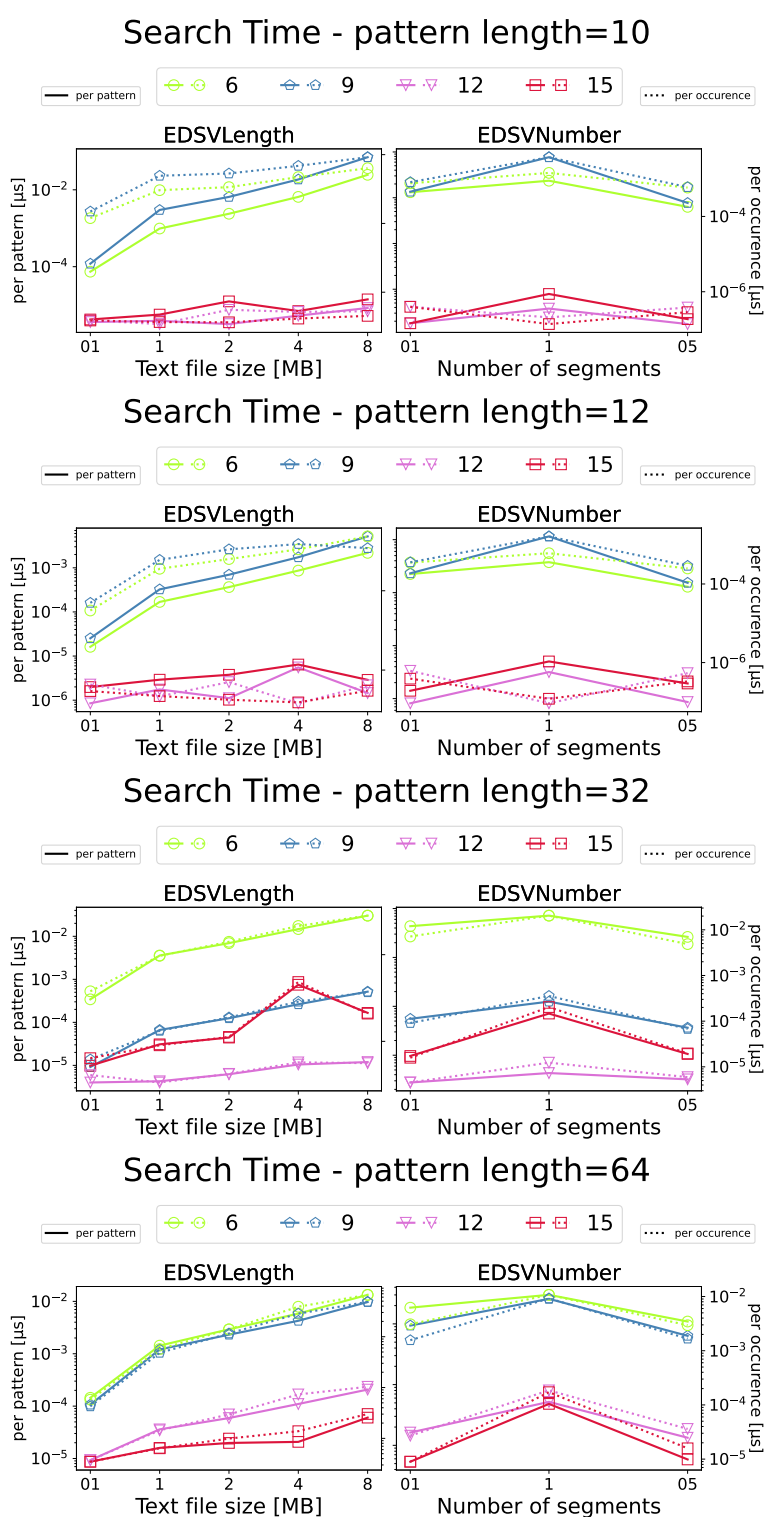 Search Time - pattern length=10
per pattern 6 9 12 15 per occurence
EDSVLength EDSVNumber
per pattern [µs]
10⁻²
10⁻⁴
10⁻⁴
10⁻⁶
per occurence [µs]
01 1 2 4 8 01 1 05
Text file size [MB] Number of segments
Search Time - pattern length=12
per pattern 6 9 12 15 per occurence
EDSVLength EDSVNumber
per pattern [µs]
10⁻³
10⁻⁴
10⁻⁵
10⁻⁶
10⁻⁴
10⁻⁶
per occurence [µs]
01 1 2 4 8 01 1 05
Text file size [MB] Number of segments
Search Time - pattern length=32
per pattern 6 9 12 15 per occurence
EDSVLength EDSVNumber
per pattern [µs]
10⁻²
10⁻³
10⁻⁴
10⁻⁵
10⁻²
10⁻³
10⁻⁴
10⁻⁵
per occurence [µs]
01 1 2 4 8 01 1 05
Text file size [MB] Number of segments
Search Time - pattern length=64
per pattern 6 9 12 15 per occurence
EDSVLength EDSVNumber
per pattern [µs]
10⁻²
10⁻³
10⁻⁴
10⁻⁵
10⁻²
10⁻³
10⁻⁴
10⁻⁵
per occurence [µs]
01 1 2 4 8 01 1 05
Text file size [MB] Number of segments